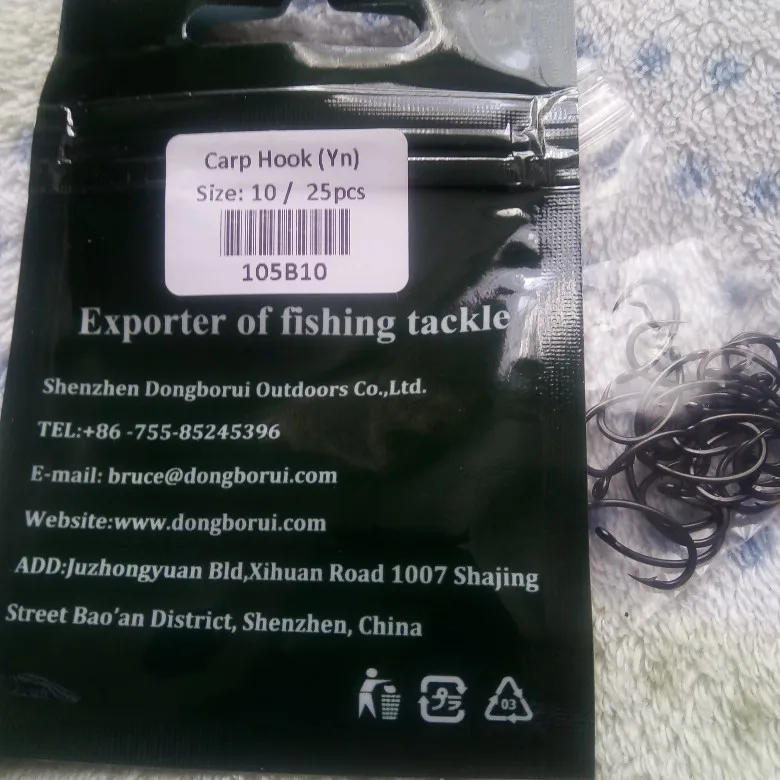 Carp Hook (Yn)
Size: 10 / 25pcs
105B10
Exporter of fishing tackle
Shenzhen Dongborui Outdoors Co.,Ltd.
TEL:+86 -755-85245396
E-mail: bruce@dongborui.com
Website:www.dongborui.com
ADD:Juzhongyuan Bld,Xihuan Road 1007 Shajing
Street Bao'an District, Shenzhen, China
プラ
03